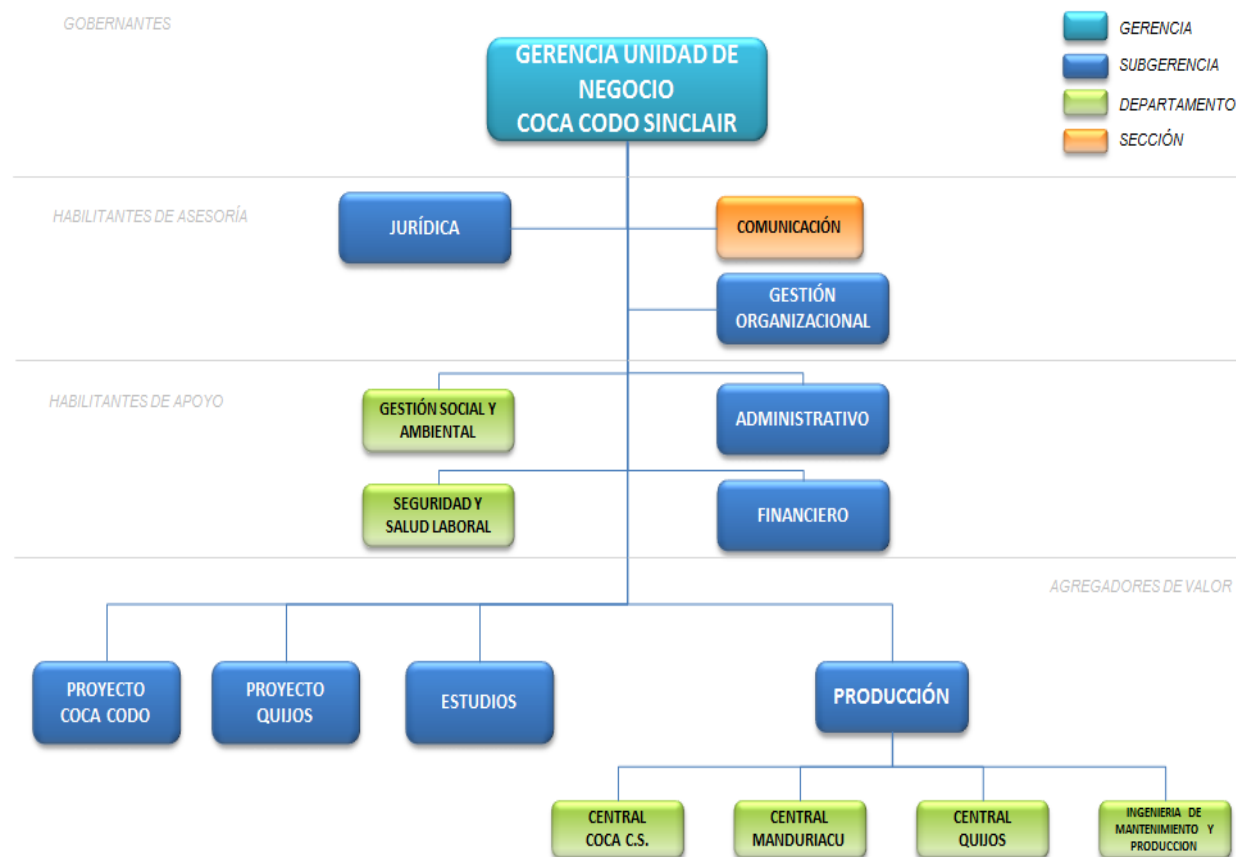 GOBERNANTES
GERENCIA UNIDAD DE
NEGOCIO
COCA CODO SINCLAIR
GERENCIA
SUBGERENCIA
DEPARTAMENTO
SECCIÓN
HABILITANTES DE ASESORÍA
JURÍDICA
COMUNICACIÓN
GESTIÓN
ORGANIZACIONAL
HABILITANTES DE APOYO
GESTIÓN SOCIAL Y
AMBIENTAL
ADMINISTRATIVO
SEGURIDAD Y
SALUD LABORAL
FINANCIERO
AGREGADORES DE VALOR
PROYECTO
COCA CODO
PROYECTO
QUIJOS
ESTUDIOS
PRODUCCIÓN
CENTRAL
COCA C.S.
CENTRAL
MANDURIACU
CENTRAL
QUIJOS
INGENIERIA DE
MANTENIMIENTO Y
PRODUCCION